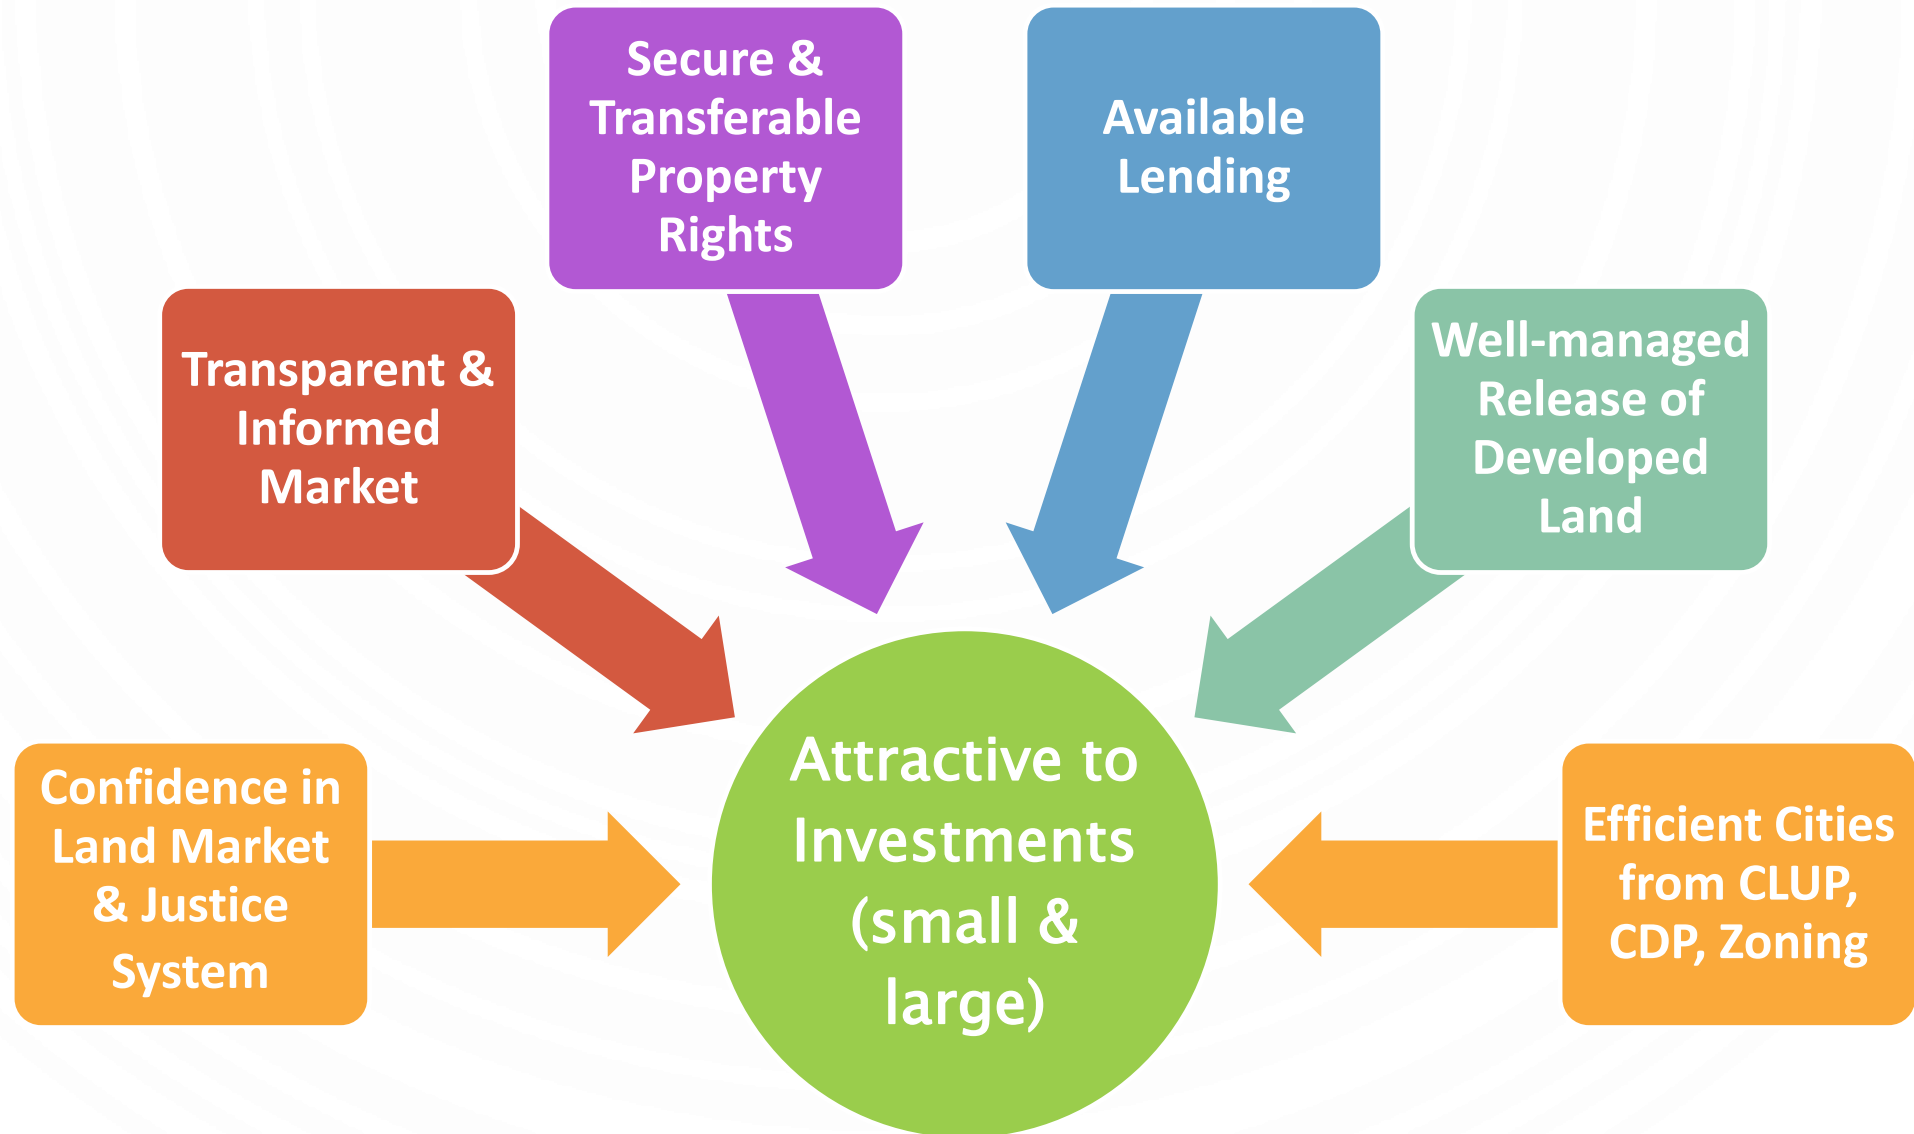 Secure &
Transferable
Property
Rights
Available
Lending
Transparent &
Informed
Market
Well-managed
Release of
Developed
Land
Confidence in
Land Market
& Justice
System
Attractive to
Investments
(small &
large)
Efficient Cities
from CLUP,
CDP, Zoning